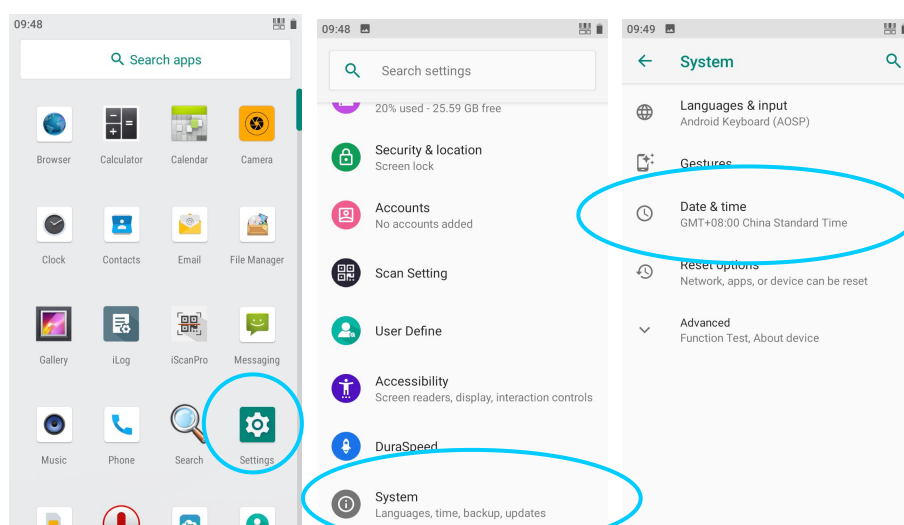 09:48
Search apps
Browser
Calculator
Calendar
Camera
Clock
Contacts
Email
File Manager
Gallery
iLog
iScanPro
Messaging
Music
Phone
Search
Settings
09:48
Search settings
20% used - 25.59 GB free
Security & location
Screen lock
Accounts
No accounts added
Scan Setting
User Define
Accessibility
Screen readers, display, interaction controls
DuraSpeed
System
Languages, time, backup, updates
09:49
System
Languages & input
Android Keyboard (AOSP)
Gestures
Date & time
GMT+08:00 China Standard Time
Reset options
Network, apps, or device can be reset
Advanced
Function Test, About device